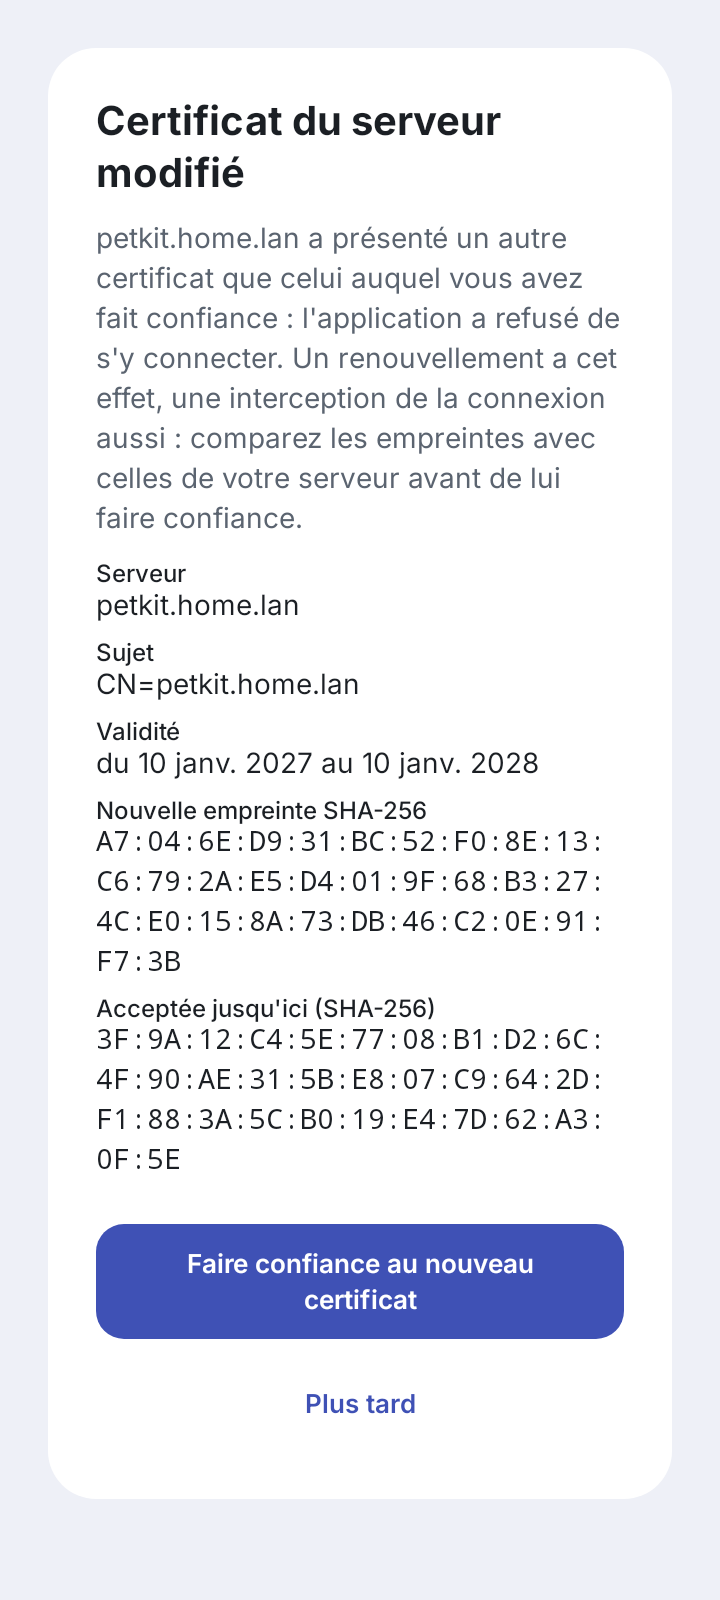 Certificat du serveur
modifié
petkit.home.lan a présenté un autre
certificat que celui auquel vous avez
fait confiance : l'application a refusé de
s'y connecter. Un renouvellement a cet
effet, une interception de la connexion
aussi : comparez les empreintes avec
celles de votre serveur avant de lui
faire confiance.
Serveur
petkit.home.lan
Sujet
CN=petkit.home.lan
Validité
du 10 janv. 2027 au 10 janv. 2028
Nouvelle empreinte SHA-256
A7:04:6E:D9:31:BC:52:F0:8E:13:
C6:79:2A:E5:D4:01:9F:68:B3:27:
4C:E0:15:8A:73:DB:46:C2:0E:91:
F7:3B
Acceptée jusqu'ici (SHA-256)
3F:9A:12:C4:5E:77:08:B1:D2:6C:
4F:90:AE:31:5B:E8:07:C9:64:2D:
F1:88:3A:5C:B0:19:E4:7D:62:A3:
0F:5E
Faire confiance au nouveau
certificat
Plus tard